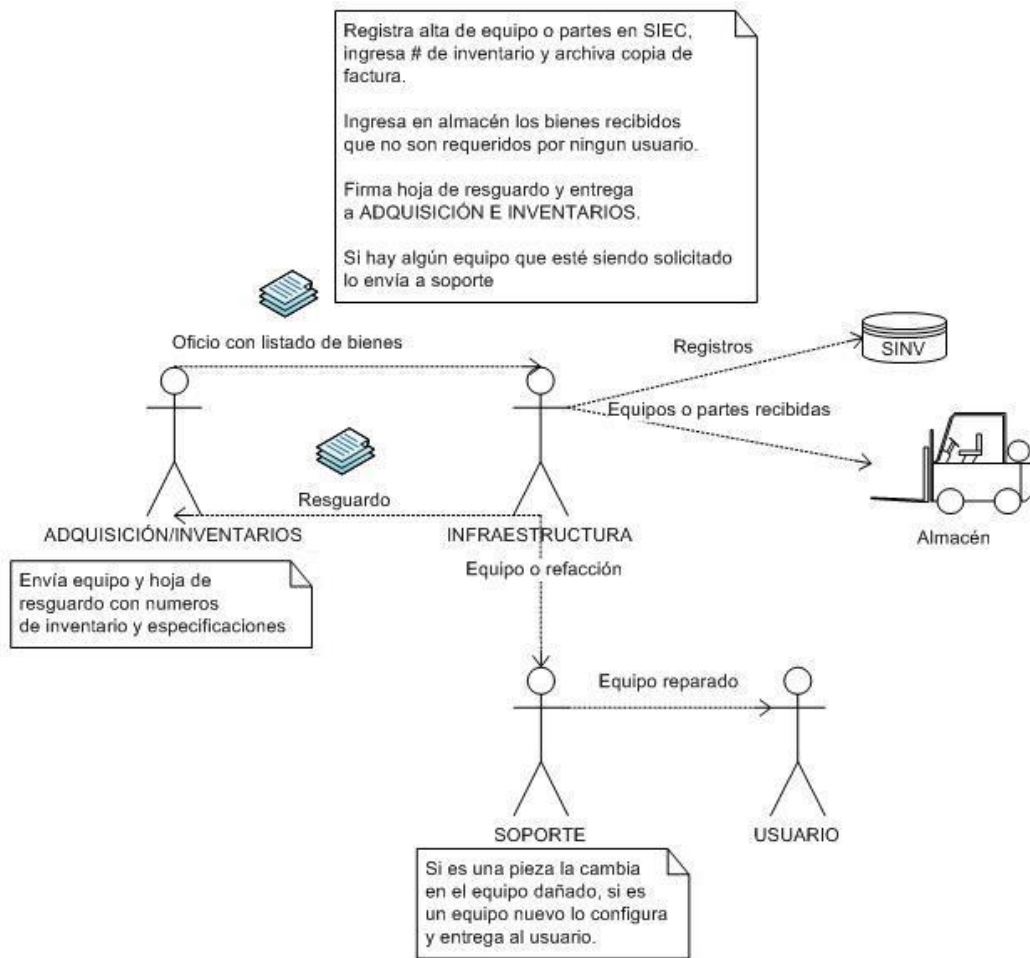 Registra alta de equipo o partes en SIEC,
ingresa # de inventario y archiva copia de
factura.
Ingresa en almacén los bienes recibidos
que no son requeridos por ningun usuario.
Firma hoja de resguardo y entrega
a ADQUISICIÓN E INVENTARIOS.
Si hay algún equipo que esté siendo solicitado
lo envía a soporte
Oficio con listado de bienes
Registros
SINV
Equipos o partes recibidas
Resguardo
ADQUISICIÓN/INVENTARIOS
INFRAESTRUCTURA
Almacén
Equipo o refacción
Envía equipo y hoja de
resguardo con numeros
de inventario y especificaciones
Equipo reparado
SOPORTE
USUARIO
Si es una pieza la cambia
en el equipo dañado, si es
un equipo nuevo lo configura
y entrega al usuario.